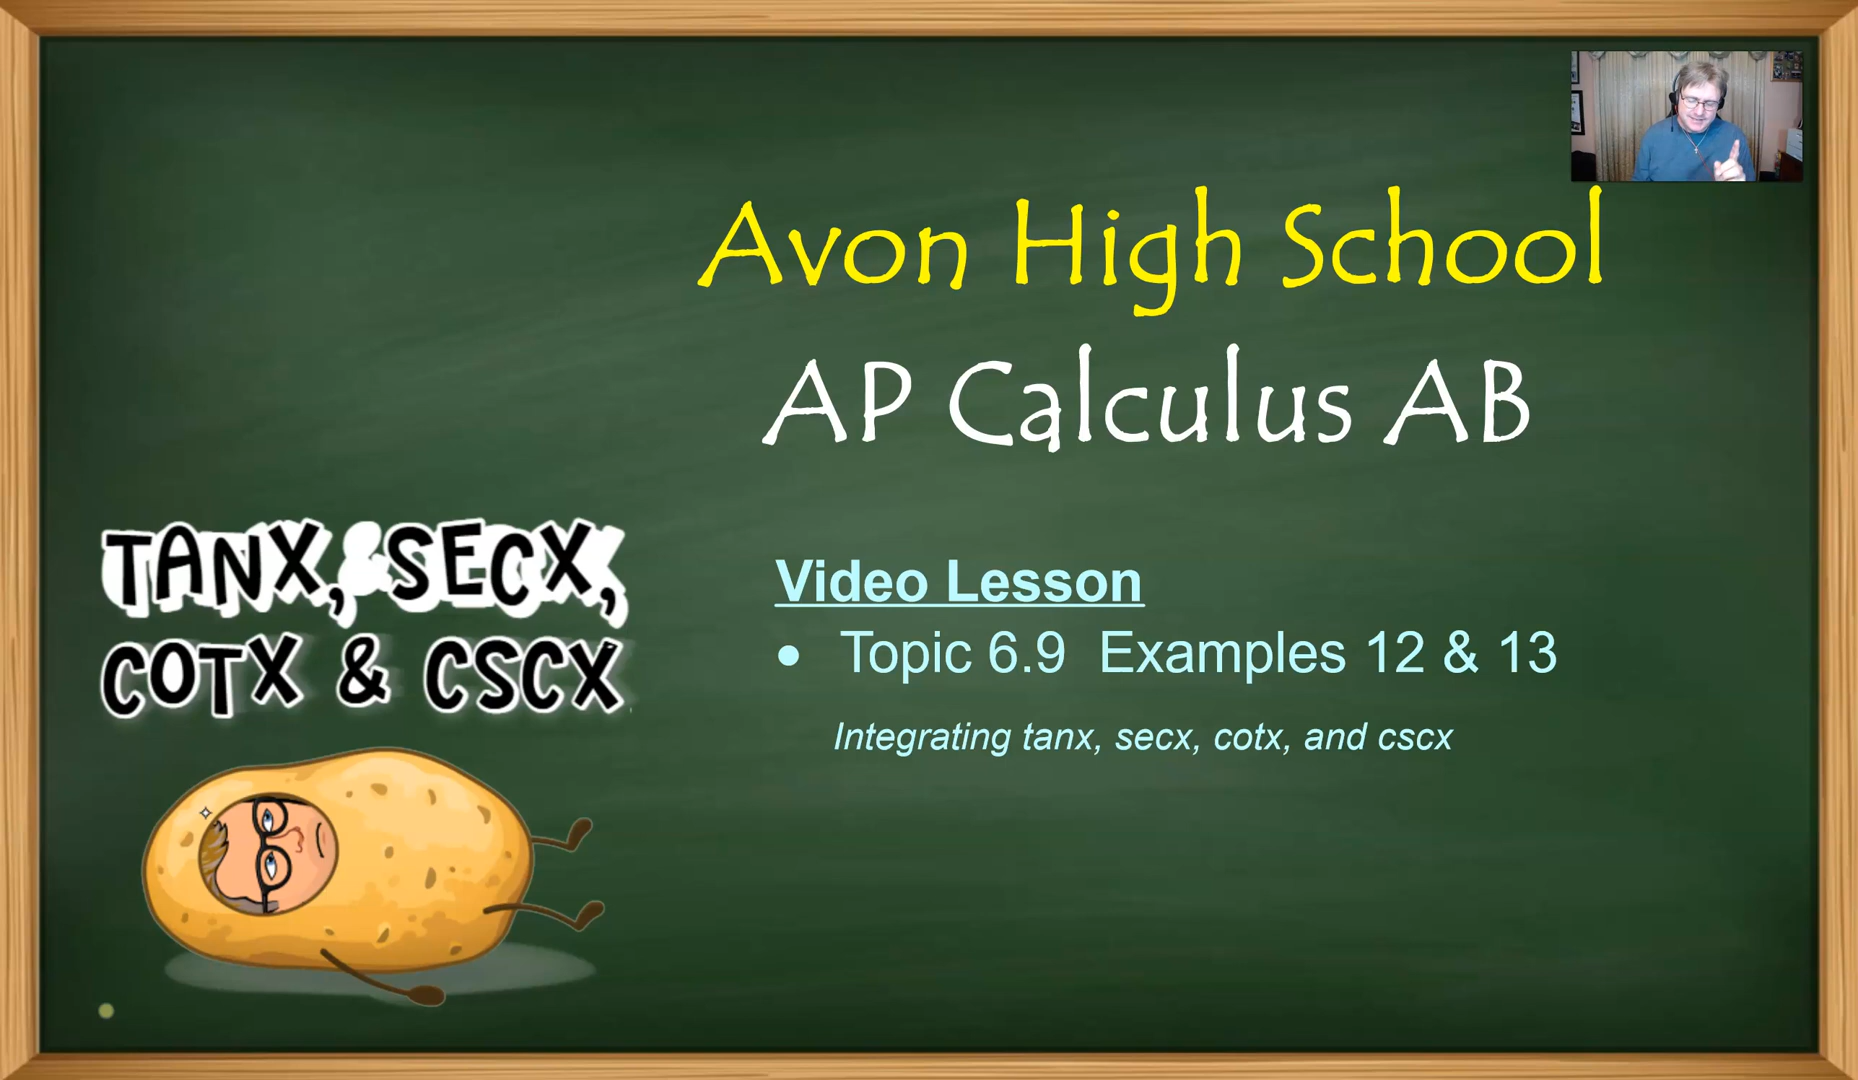 Avon High School
AP Calculus AB
TANX, & SECX,
COTX & CSCX
Video Lesson
• Topic 6.9 Examples 12 & 13
Integrating tanx, secx, cotx, and cscx